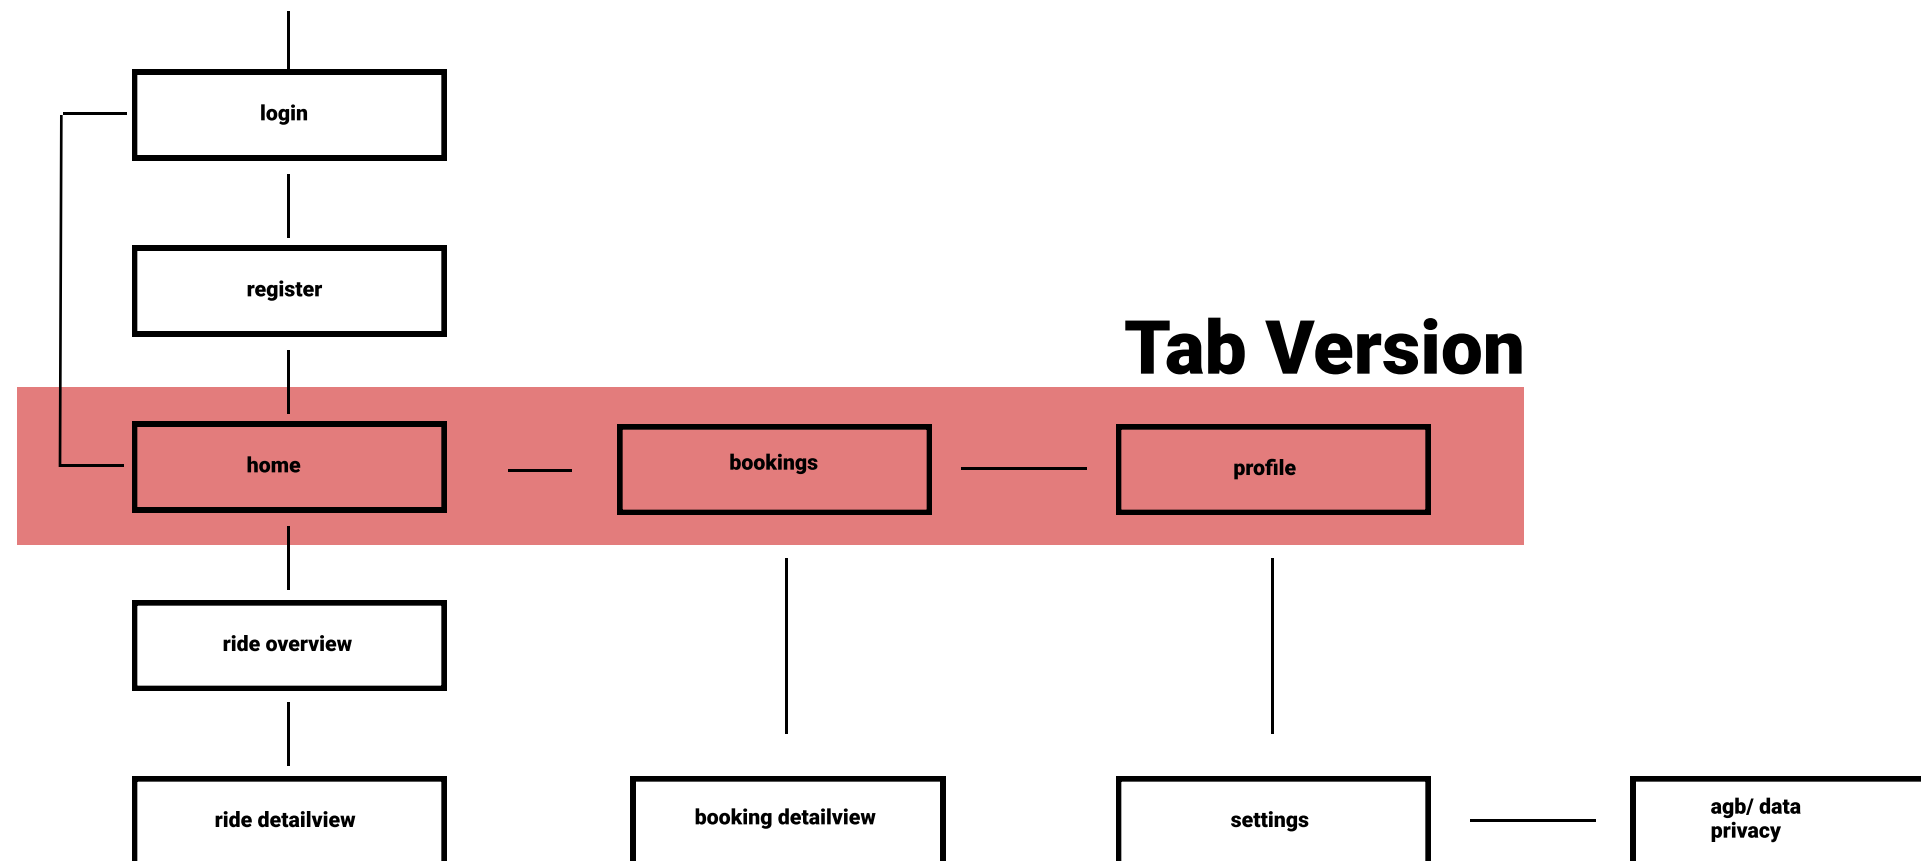 login
register
Tab Version
home
bookings
profile
ride overview
ride detailview
booking detailview
settings
agb/ data
privacy